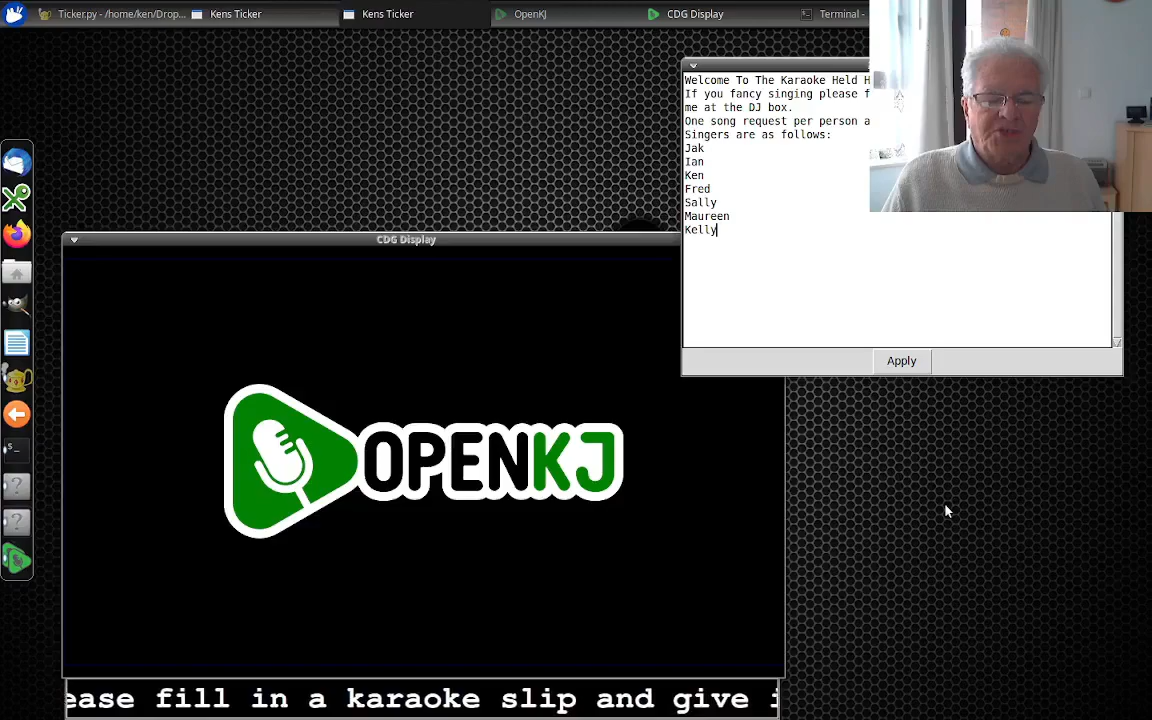 Ticker.py - /home/ken/Drop... Kens Ticker Kens Ticker OpenKJ CDG Display Terminal -
Welcome To The Karaoke Held H
If you fancy singing please f
me at the DJ box.
One song request per person a
Singers are as follows:
Jak
Ian
Ken
Fred
Sally
Maureen
Kelly
Apply
CDG Display
OPENKJ
ease fill in a karaoke slip and give i